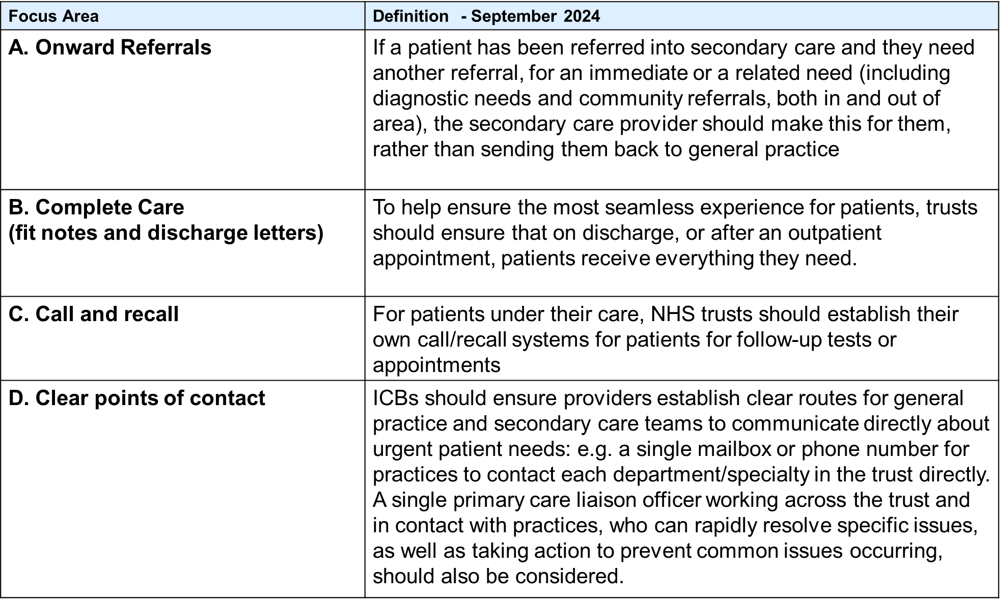 Focus Area
Definition - September 2024
A. Onward Referrals
If a patient has been referred into secondary care and they need
another referral, for an immediate or a related need (including
diagnostic needs and community referrals, both in and out of
area), the secondary care provider should make this for them,
rather than sending them back to general practice
B. Complete Care
(fit notes and discharge letters)
To help ensure the most seamless experience for patients, trusts
should ensure that on discharge, or after an outpatient
appointment, patients receive everything they need.
C. Call and recall
For patients under their care, NHS trusts should establish their
own call/recall systems for patients for follow-up tests or
appointments
D. Clear points of contact
ICBs should ensure providers establish clear routes for general
practice and secondary care teams to communicate directly about
urgent patient needs: e.g. a single mailbox or phone number for
practices to contact each department/specialty in the trust directly.
A single primary care liaison officer working across the trust and
in contact with practices, who can rapidly resolve specific issues,
as well as taking action to prevent common issues occurring,
should also be considered.